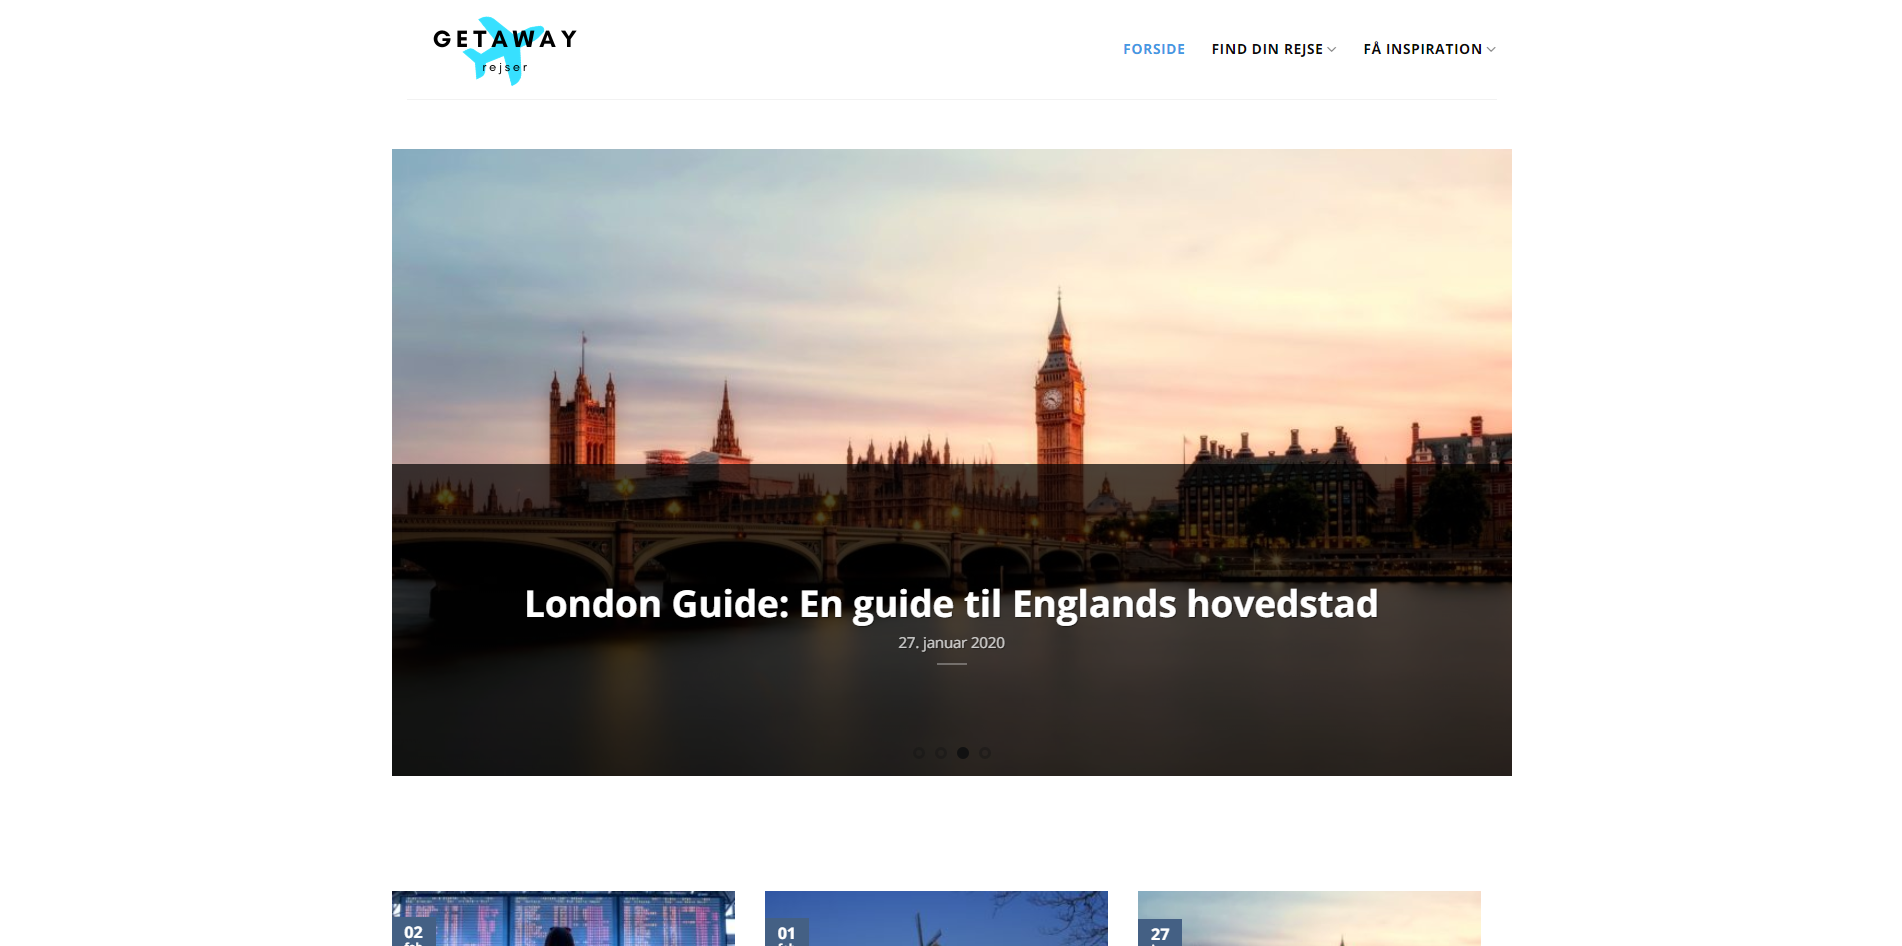 GETAWAY
rejser
FORSIDE
FIND DIN REJSE
FÅ INSPIRATION
London Guide: En guide til Englands hovedstad
27. januar 2020
02
01
27